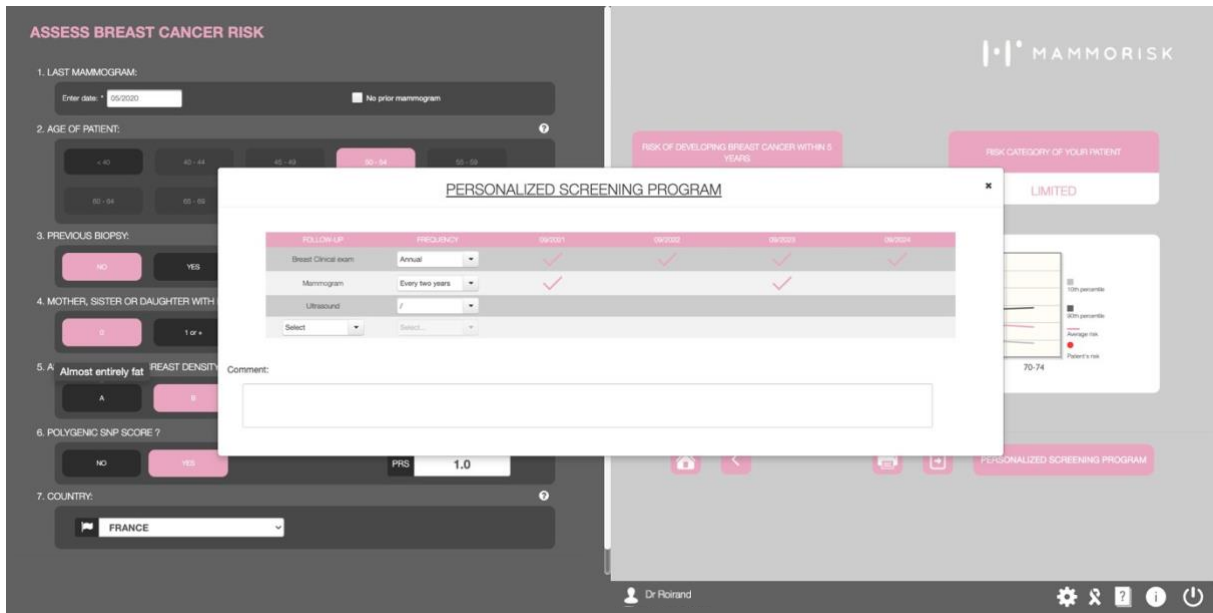 ASSESS BREAST CANCER RISK
MAMMORISK
1. LAST MAMMOGRAM:
Enter date: * 05/2020
No prior mammogram
2. AGE OF PATIENT:
< 40
40 - 44
45 - 49
50 - 54
55 - 59
60 - 64
65 - 69
3. PREVIOUS BIOPSY:
NO
YES
4. MOTHER, SISTER OR DAUGHTER WITH
0
1 or +
5. A
REAST DENSITY
Almost entirely fat
A
B
6. POLYGENIC SNP SCORE ?
NO
YES
PRS 1.0
7. COUNTRY:
FRANCE
RISK OF DEVELOPING BREAST CANCER WITHIN 5
YEARS
RISK CATEGORY OF YOUR PATIENT
LIMITED
PERSONALIZED SCREENING PROGRAM
FOLLOW-UP FREQUENCY 09/2001 09/2022 09/2023 09/2024
Breast Clinical exam Annual
Mammogram Every two years
Ultrasound /
Select Select...
Comment:
10th percentile
90th percentile
Average risk
Patient's risk
70-74
PERSONALIZED SCREENING PROGRAM
Dr Roirand